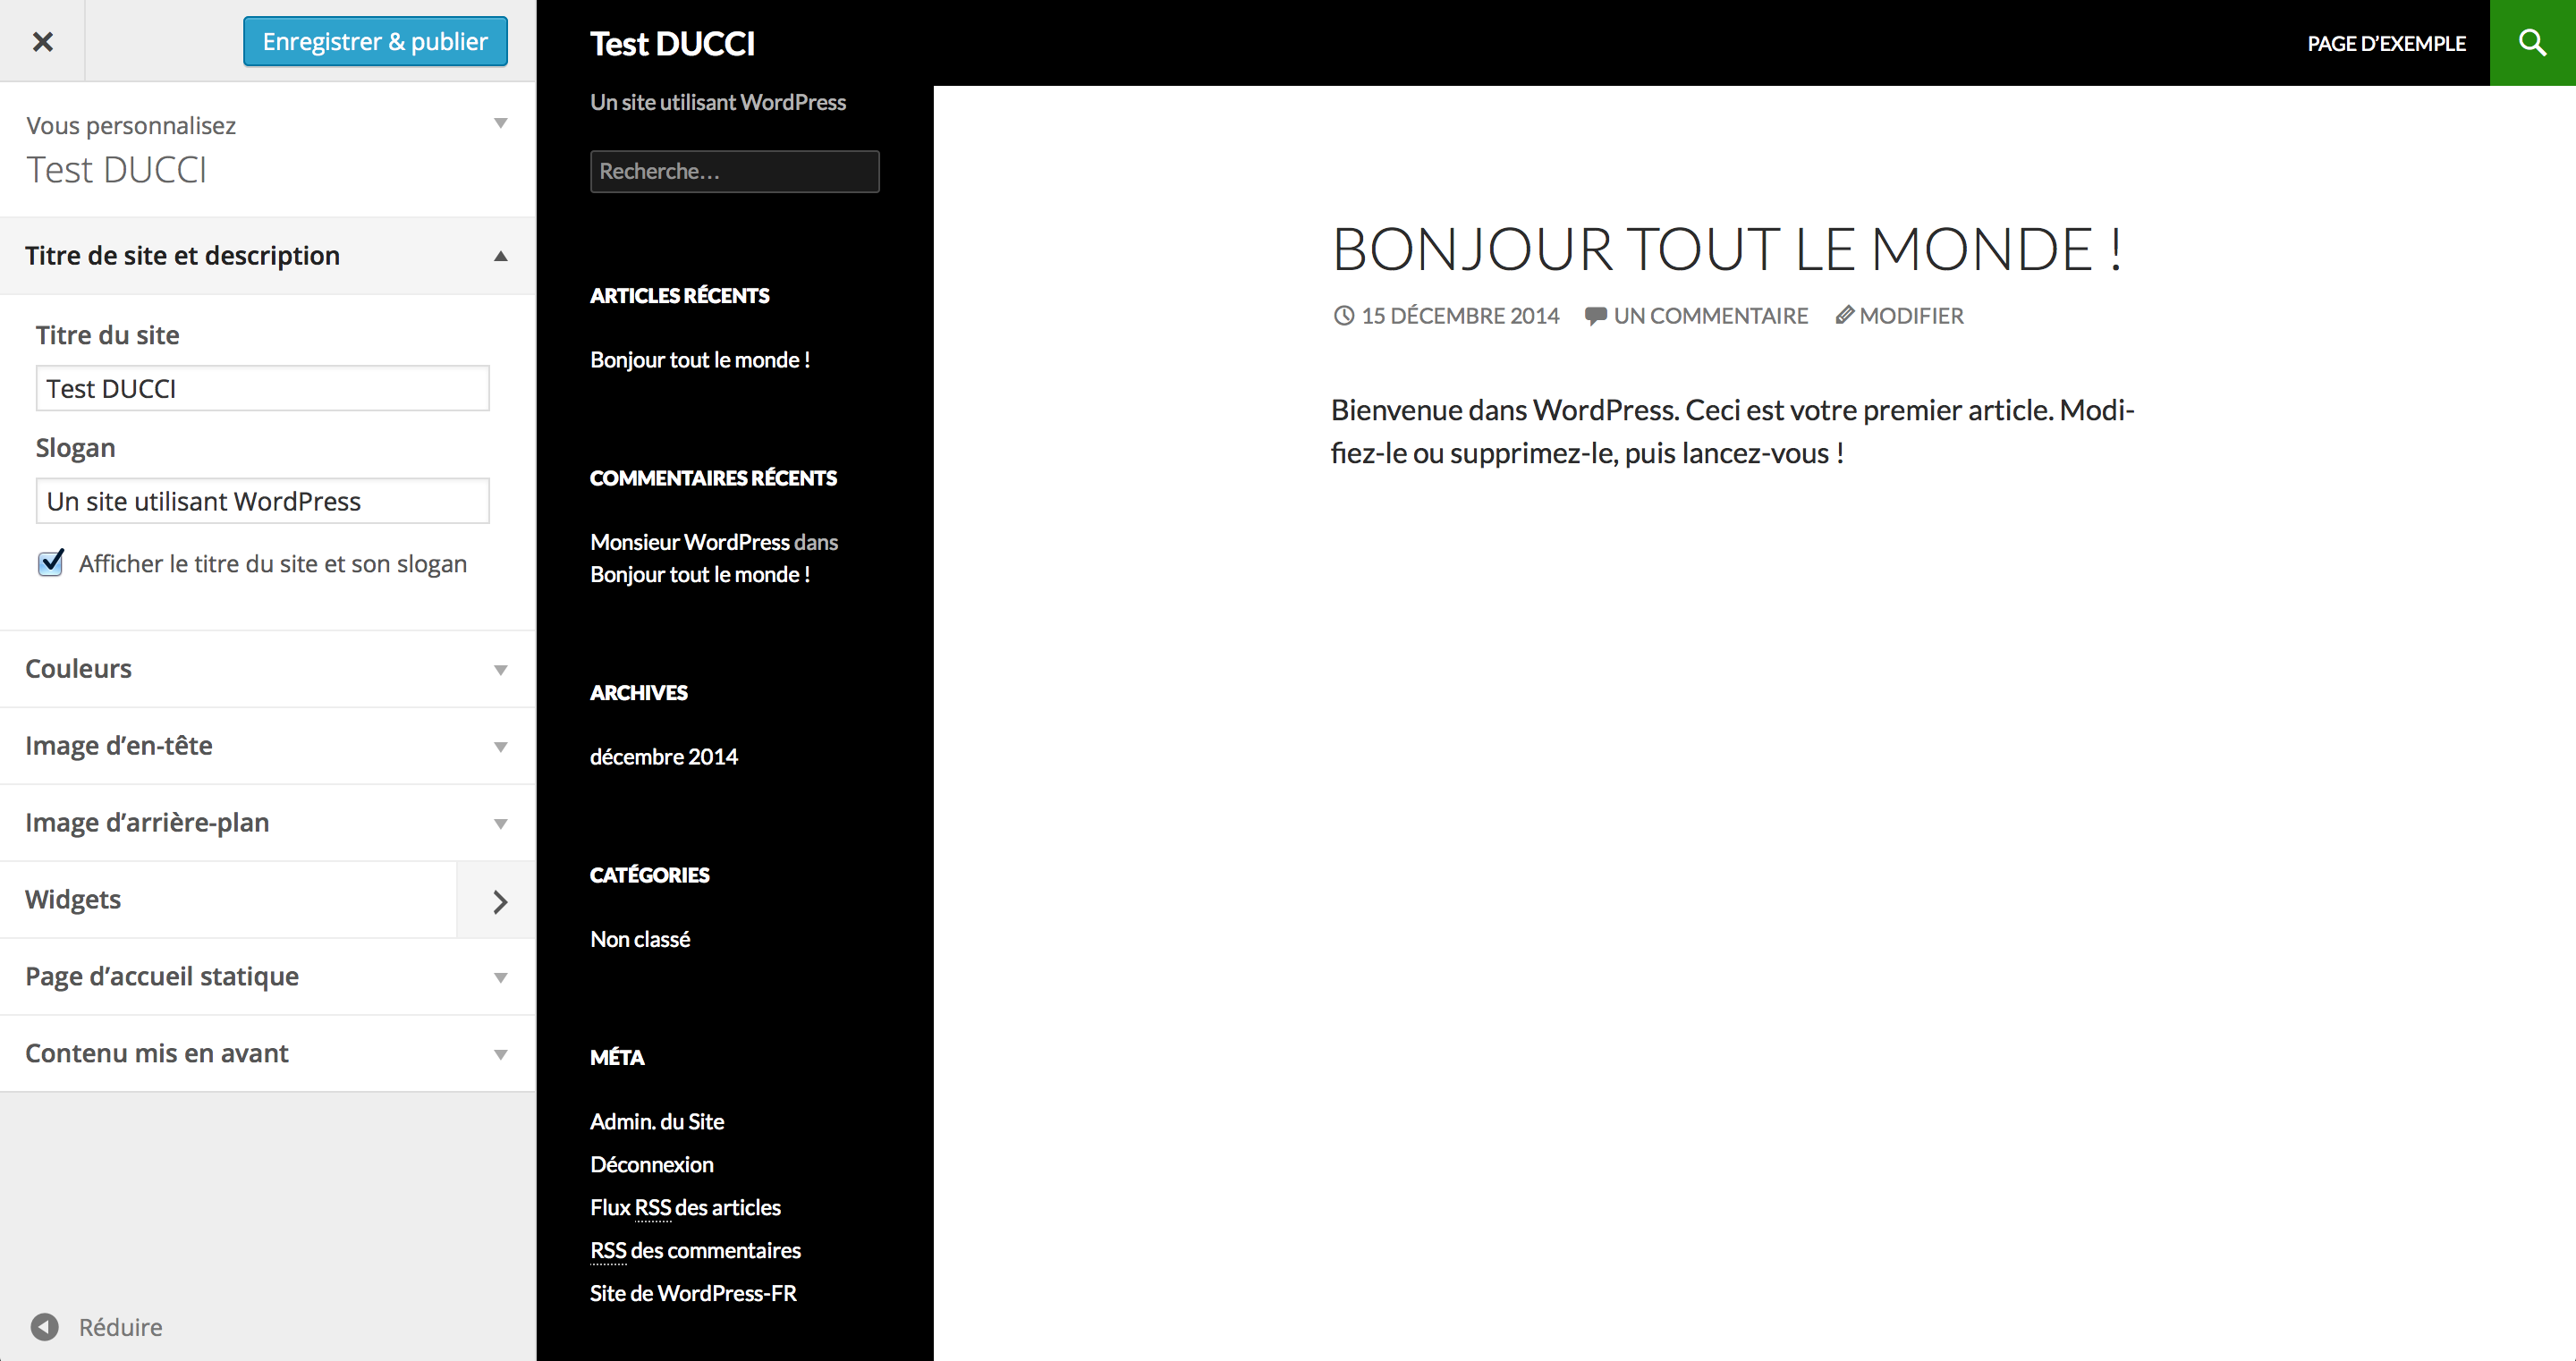 Enregistrer & publier
Vous personnalisez
Test DUCCI
Titre de site et description
Titre du site
Test DUCCI
Slogan
Un site utilisant WordPress
Afficher le titre du site et son slogan
Couleurs
Image d’en-tête
Image d’arrière-plan
Widgets
Page d’accueil statique
Contenu mis en avant
Réduire
Test DUCCI
Un site utilisant WordPress
Recherche…
ARTICLES RÉCENTS
Bonjour tout le monde !
COMMENTAIRES RÉCENTS
Monsieur WordPress dans
Bonjour tout le monde !
ARCHIVES
décembre 2014
CATÉGORIES
Non classé
MÉTA
Admin. du Site
Déconnexion
Flux RSS des articles
RSS des commentaires
Site de WordPress-FR
PAGE D’EXEMPLE
BONJOUR TOUT LE MONDE !
15 DÉCEMBRE 2014 UN COMMENTAIRE MODIFIER
Bienvenue dans WordPress. Ceci est votre premier article. Modi-
fiez-le ou supprimez-le, puis lancez-vous !